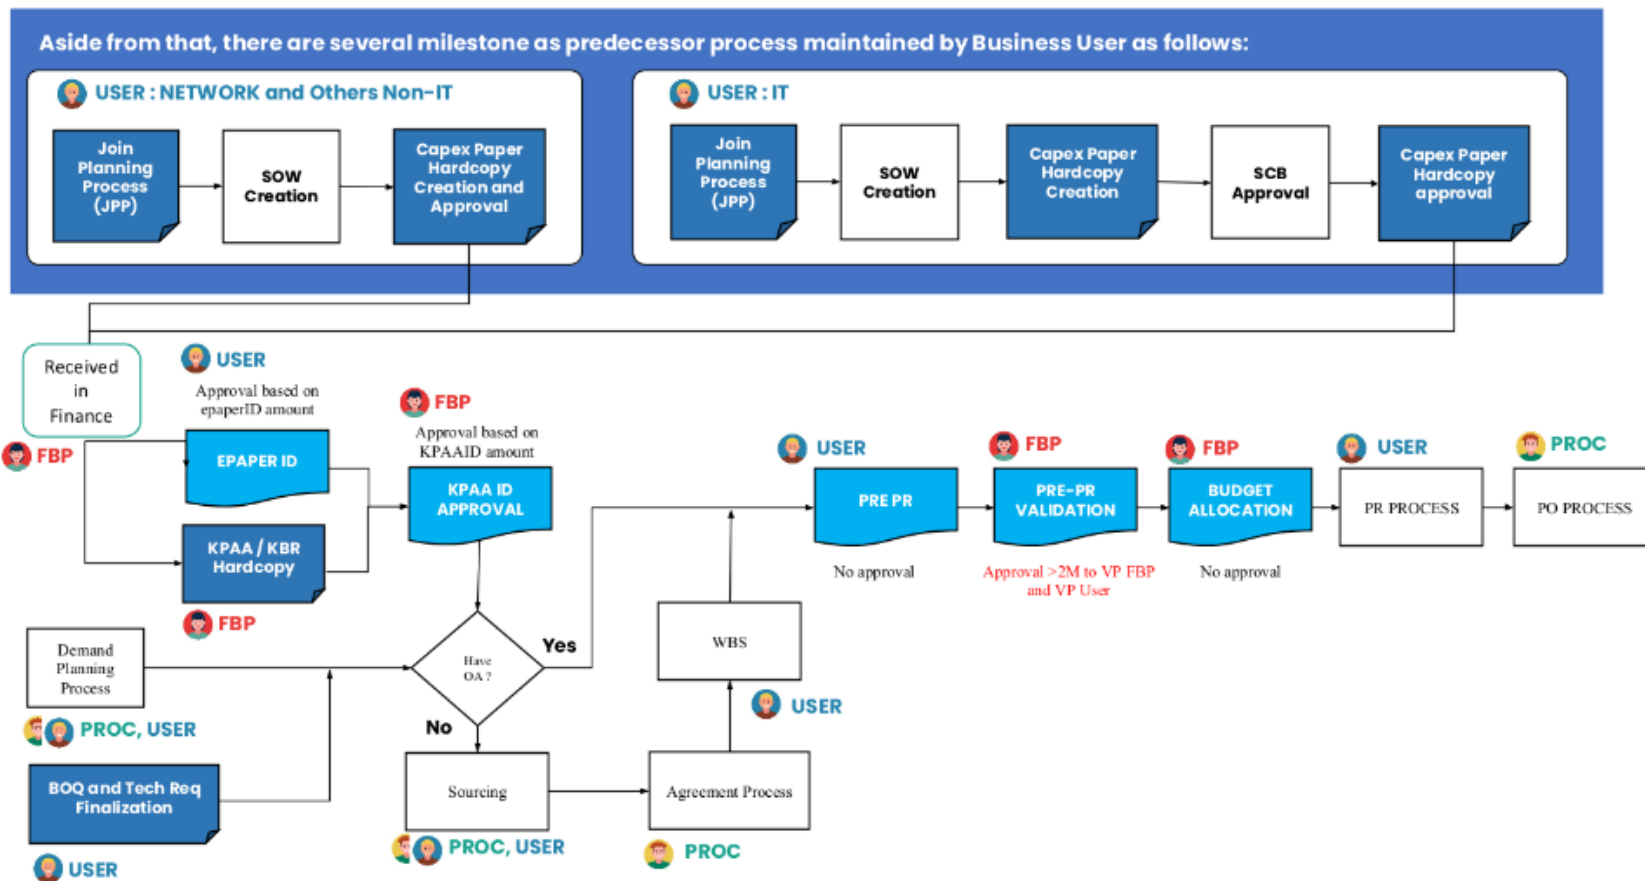 Aside from that, there are several milestone as predecessor process maintained by Business User as follows:
USER : NETWORK and Others Non-IT
Join
Planning
Process
(JPP)
SOW
Creation
Capex Paper
Hardcopy
Creation and
Approval
USER : IT
Join
Planning
Process
(JPP)
SOW
Creation
Capex Paper
Hardcopy
Creation
SCB
Approval
Capex Paper
Hardcopy
approval
Received
in
Finance
FBP
USER
Approval based on
epaperID amount
EPAPER ID
KPAA / KBR
Hardcopy
FBP
FBP
Approval based on
KPAAID amount
KPAA ID
APPROVAL
USER
PRE PR
No approval
FBP
PRE-PR
VALIDATION
Approval >2M to VP FBP
and VP User
FBP
BUDGET
ALLOCATION
No approval
USER
PR PROCESS
PROC
PO PROCESS
Demand
Planning
Process
PROC, USER
BOQ and Tech Req
Finalization
USER
Have
OA ?
Yes
No
Sourcing
PROC, USER
Agreement Process
PROC
WBS
USER